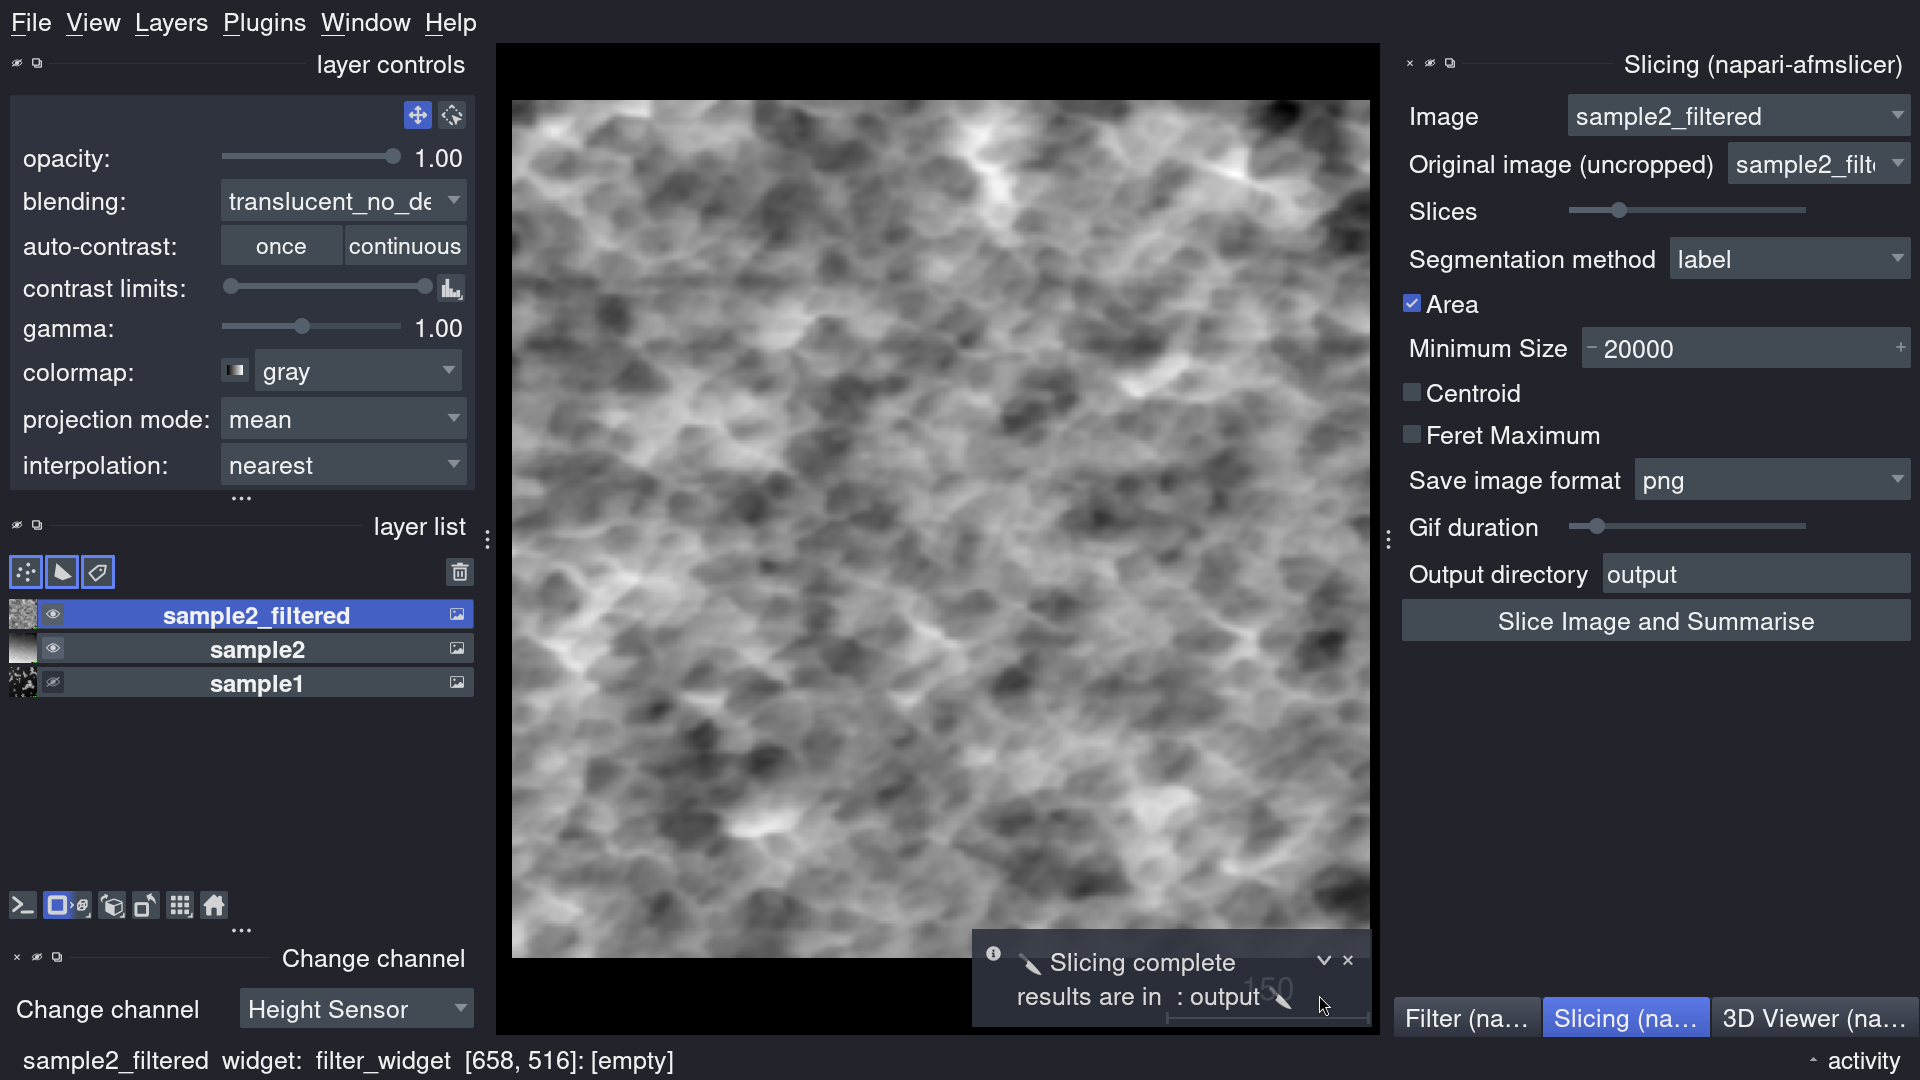 File View Layers Plugins Window Help
layer controls
opacity: 1.00
blending: translucent_no_de
auto-contrast: once continuous
contrast limits:
gamma: 1.00
colormap: gray
projection mode: mean
interpolation: nearest
layer list
sample2_filtered
sample2
sample1
Change channel
Change channel Height Sensor
Slicing complete
results are in : output
150
Slicing (napari-afmslicer)
Image sample2_filtered
Original image (uncropped) sample2_filt
Slices
Segmentation method label
Area
Minimum Size − 20000 +
Centroid
Feret Maximum
Save image format png
Gif duration
Output directory output
Slice Image and Summarise
Filter (na... Slicing (na... 3D Viewer (na...
sample2_filtered widget: filter_widget [658, 516]: [empty]
activity